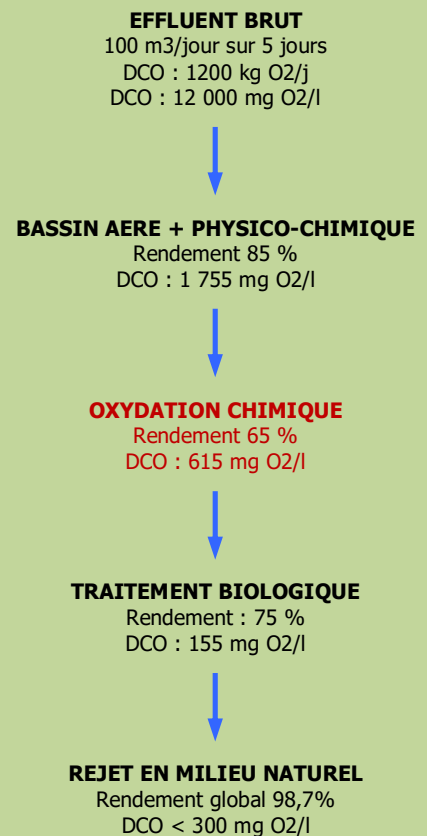 EFFLUENT BRUT
100 m3/jour sur 5 jours
DCO : 1200 kg O2/j
DCO : 12 000 mg O2/l
BASSIN AERE + PHYSICO-CHIMIQUE
Rendement 85 %
DCO : 1 755 mg O2/l
OXYDATION CHIMIQUE
Rendement 65 %
DCO : 615 mg O2/l
TRAITEMENT BIOLOGIQUE
Rendement : 75 %
DCO : 155 mg O2/l
REJET EN MILIEU NATUREL
Rendement global 98,7%
DCO < 300 mg O2/l